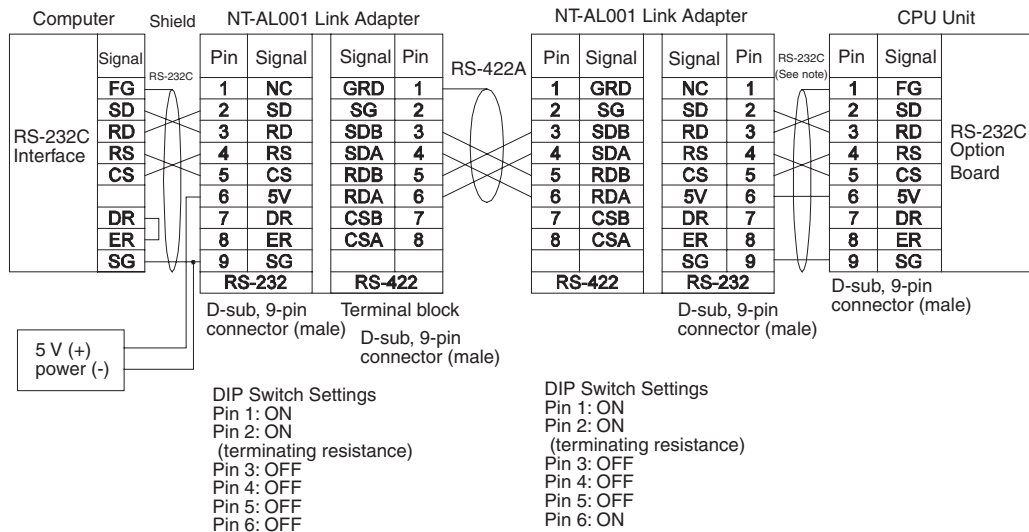 Computer Shield NT-AL001 Link Adapter NT-AL001 Link Adapter CPU Unit
Signal Pin Signal Signal Pin Pin Signal Signal Pin Pin Signal
RS-232C RS-422A RS-232C
(See note)
FG 1 NC GRD 1 1 GRD NC 1 1 FG
SD 2 SD SG 2 2 SG SD 2 2 SD
RD 3 RD SDB 3 3 SDB RD 3 3 RD
RS 4 RS SDA 4 4 SDA RS 4 4 RS
CS 5 CS RDB 5 5 RDB CS 5 5 CS
6 5V RDA 6 6 RDA 5V 6 6 5V
DR 7 DR CSB 7 7 CSB DR 7 7 DR
ER 8 ER CSA 8 8 CSA ER 8 8 ER
SG 9 SG SG 9 9 SG
RS-232C
Interface
RS-232C
Option
Board
RS-232 RS-422 RS-422 RS-232
D-sub, 9-pin
connector (male)
Terminal block
D-sub, 9-pin
connector (male)
D-sub, 9-pin
connector (male)
D-sub, 9-pin
connector (male)
5 V (+)
power (-)
DIP Switch Settings
Pin 1: ON
Pin 2: ON
(terminating resistance)
Pin 3: OFF
Pin 4: OFF
Pin 5: OFF
Pin 6: OFF
DIP Switch Settings
Pin 1: ON
Pin 2: ON
(terminating resistance)
Pin 3: OFF
Pin 4: OFF
Pin 5: OFF
Pin 6: ON